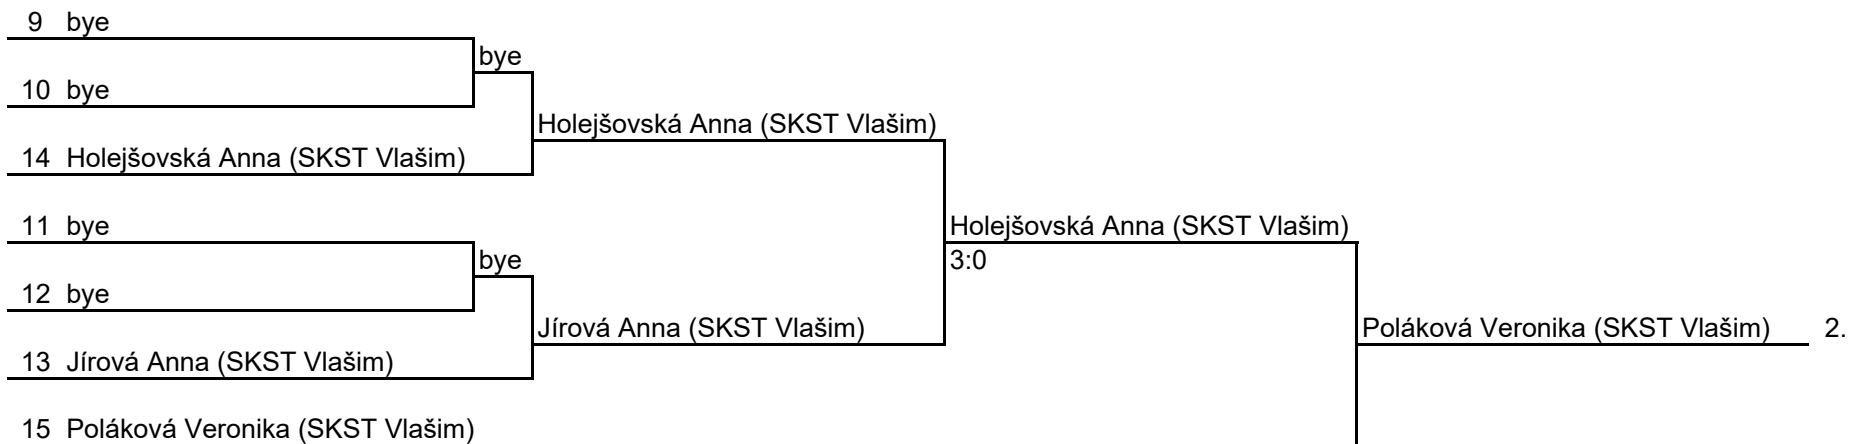 9 bye
bye
10 bye
Holejšovská Anna (SKST Vlašim)
14 Holejšovská Anna (SKST Vlašim)
11 bye
Holejšovská Anna (SKST Vlašim)
bye
3:0
12 bye
Jírová Anna (SKST Vlašim)
Poláková Veronika (SKST Vlašim) 2.
13 Jírová Anna (SKST Vlašim)
15 Poláková Veronika (SKST Vlašim)